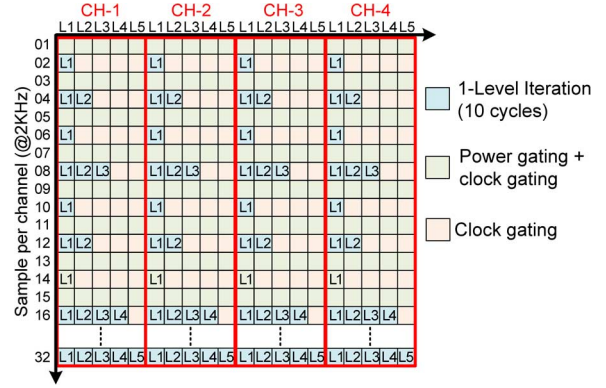 CH-1 CH-2 CH-3 CH-4
L1 L2 L3 L4 L5 L1 L2 L3 L4 L5 L1 L2 L3 L4 L5 L1 L2 L3 L4 L5
Sample per channel (@2KHz)
01
02 L1 L1 L1 L1
03
04 L1 L2 L1 L2 L1 L2 L1 L2
05
06 L1 L1 L1 L1
07
08 L1 L2 L3 L1 L2 L3 L1 L2 L3 L1 L2 L3
09
10 L1 L1 L1 L1
11
12 L1 L2 L1 L2 L1 L2 L1 L2
13
14 L1 L1 L1 L1
15
16 L1 L2 L3 L4 L1 L2 L3 L4 L1 L2 L3 L4 L1 L2 L3 L4
32 L1 L2 L3 L4 L5 L1 L2 L3 L4 L5 L1 L2 L3 L4 L5 L1 L2 L3 L4 L5
1-Level Iteration
(10 cycles)
Power gating +
clock gating
Clock gating